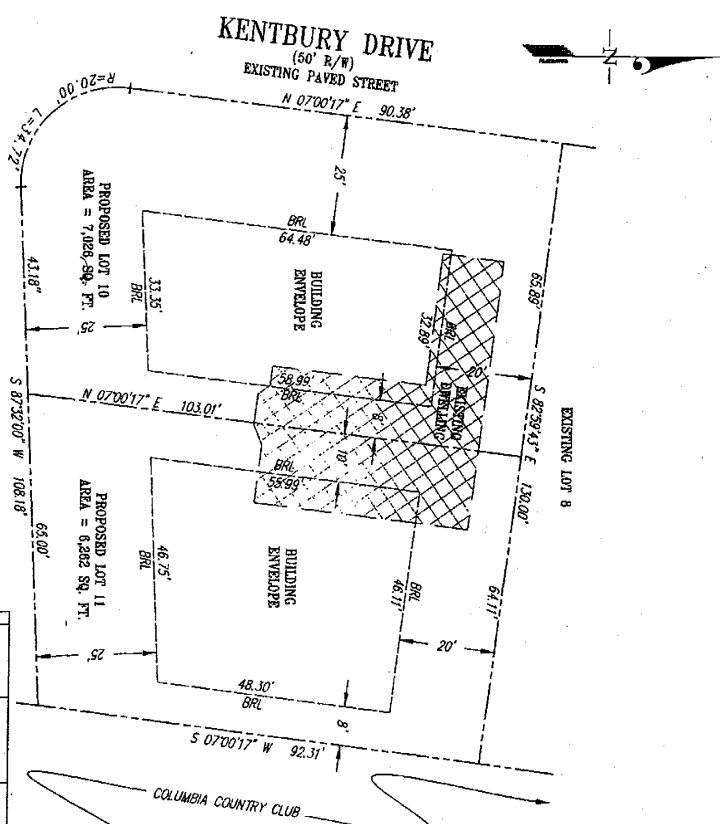 KENTBURY DRIVE
(50' R/W)
EXISTING PAVED STREET
N
N 07°00'17" E 90.38'
R=20.00'
L=34.72'
25'
PROPOSED LOT 10
AREA = 7,026 SQ. FT.
BRL
64.48'
BUILDING
ENVELOPE
65.89'
43.18'
33.35'
BRL
25'
32.89'
BRL
20'
58.99'
BRL
8'
EXISTING
DWELLING
N 07°00'17" E 103.01'
S 82°59'43" E 130.00'
EXISTING LOT 8
S 87°32'00" W 108.18'
10'
BRL
55.99'
PROPOSED LOT 11
AREA = 6,262 SQ. FT.
46.75'
BRL
BUILDING
ENVELOPE
BRL
46.11'
64.11'
65.00'
25'
20'
48.30'
BRL
8'
S 07°00'17" W 92.31'
COLUMBIA COUNTRY CLUB